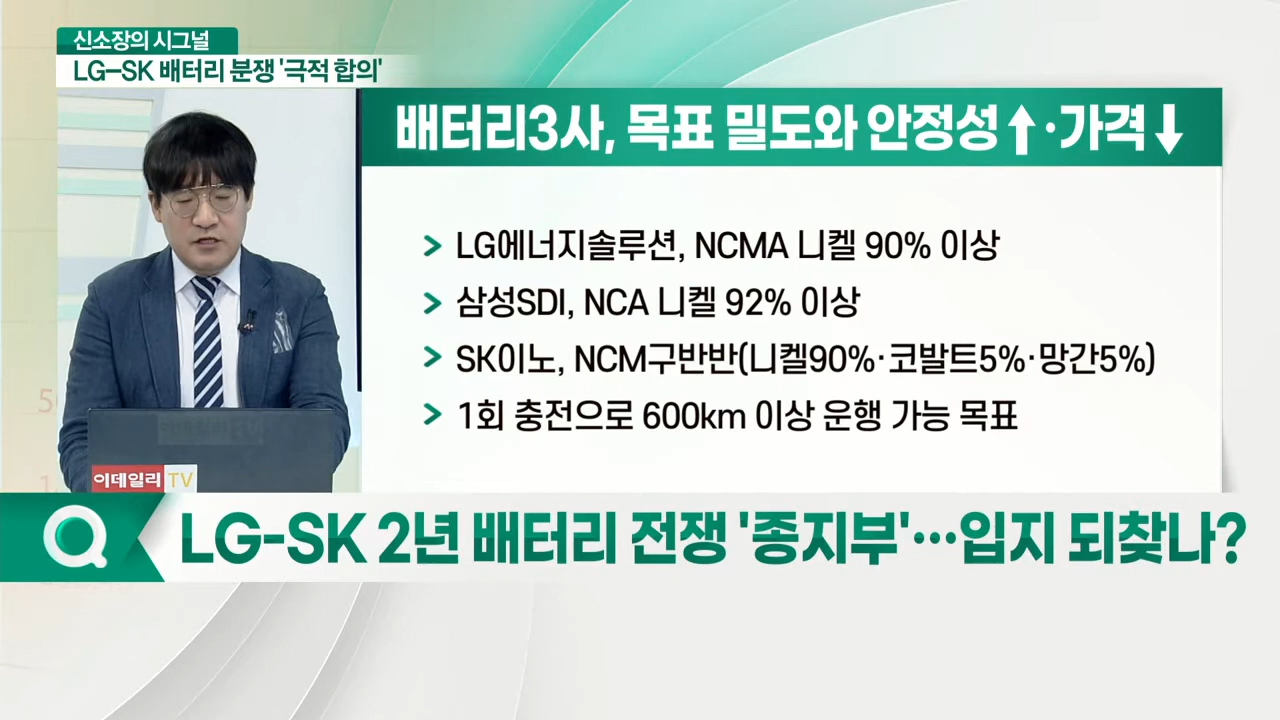 신소장의 시그널
LG-SK 배터리 분쟁 '극적 합의'
배터리3사, 목표 밀도와 안정성↑·가격↓
> LG에너지솔루션, NCMA 니켈 90% 이상
> 삼성SDI, NCA 니켈 92% 이상
> SK이노, NCM구반반(니켈90%·코발트5%·망간5%)
> 1회 충전으로 600km 이상 운행 가능 목표
이데일리 TV
LG-SK 2년 배터리 전쟁 '종지부'…입지 되찾나?